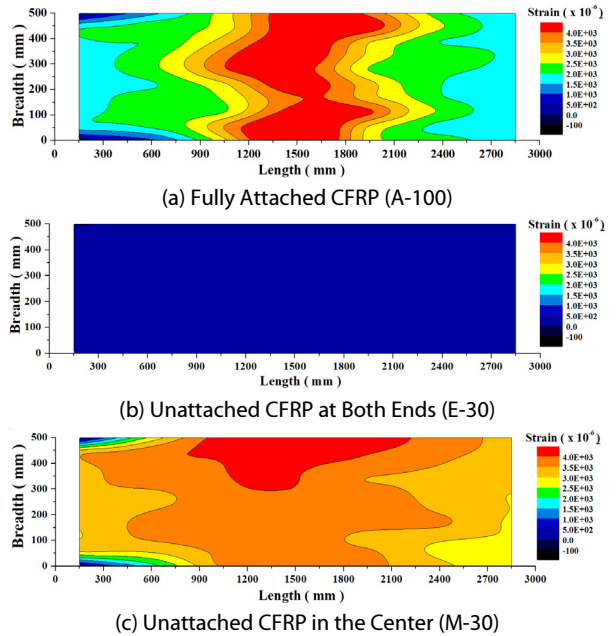 Strain ( x 10⁻⁶)
500
400
300
200
100
0
Breadth ( mm )
4.0E+03
3.5E+03
3.0E+03
2.5E+03
2.0E+03
1.5E+03
1.0E+03
5.0E+02
0.0
-100
0 300 600 900 1200 1500 1800 2100 2400 2700 3000
Length ( mm )
(a) Fully Attached CFRP (A-100)
Strain ( x 10⁻⁶)
500
400
300
200
100
0
Breadth ( mm )
4.0E+03
3.5E+03
3.0E+03
2.5E+03
2.0E+03
1.5E+03
1.0E+03
5.0E+02
0.0
-100
0 300 600 900 1200 1500 1800 2100 2400 2700 3000
Length ( mm )
(b) Unattached CFRP at Both Ends (E-30)
Strain ( x 10⁻⁶)
500
400
300
200
100
0
Breadth ( mm )
4.0E+03
3.5E+03
3.0E+03
2.5E+03
2.0E+03
1.5E+03
1.0E+03
5.0E+02
0.0
-100
0 300 600 900 1200 1500 1800 2100 2400 2700 3000
Length ( mm )
(c) Unattached CFRP in the Center (M-30)